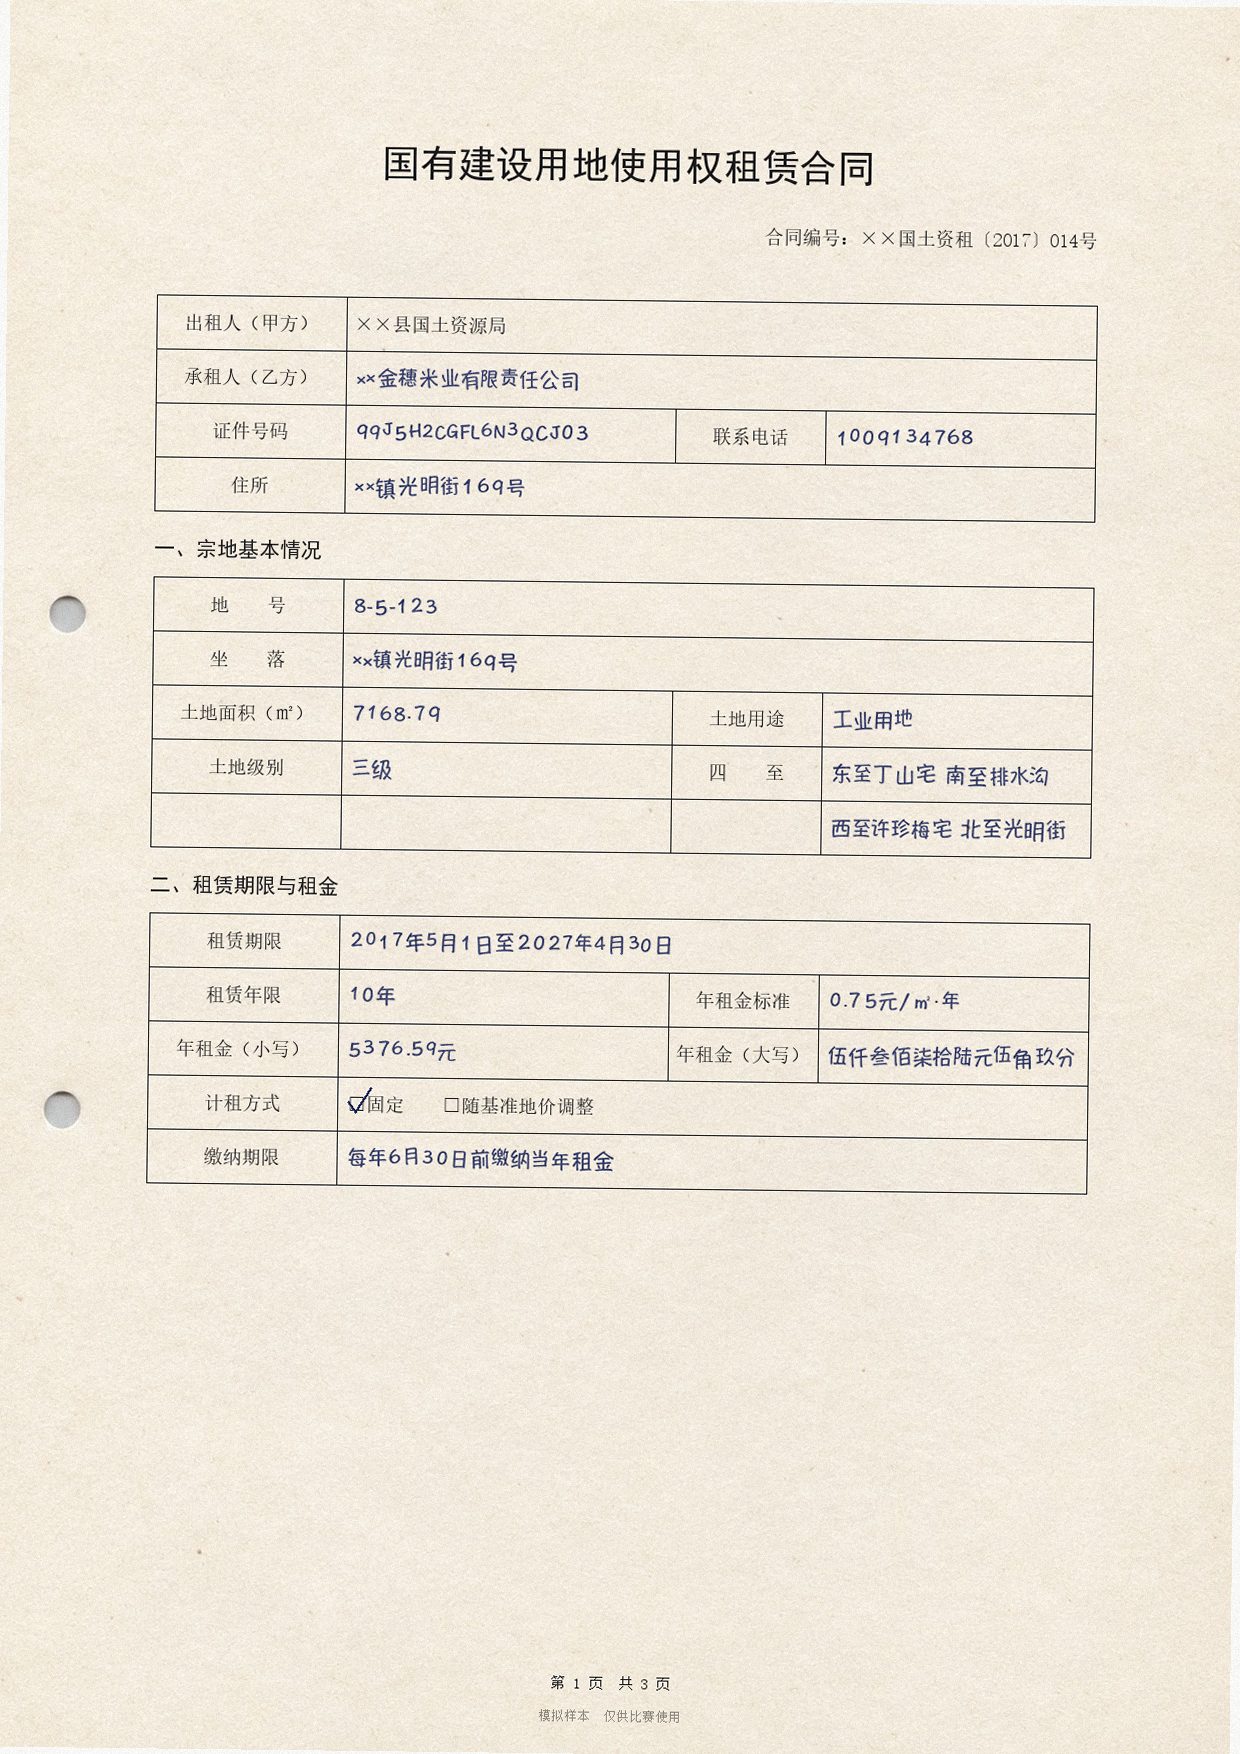 国有建设用地使用权租赁合同
合同编号：××国土资租〔2017〕014号
出租人（甲方） ××县国土资源局
承租人（乙方） ××金穗米业有限责任公司
证件号码 99J5H2CGFL6N3QCJ03 联系电话 1009134768
住所 ××镇光明街169号
一、宗地基本情况
地　　号 8-5-123
坐　　落 ××镇光明街169号
土地面积（㎡） 7168.79 土地用途 工业用地
土地级别 三级 四　　至 东至丁山宅 南至排水沟
西至许珍梅宅 北至光明街
二、租赁期限与租金
租赁期限 2017年5月1日至2027年4月30日
租赁年限 10年 年租金标准 0.75元/㎡·年
年租金（小写） 5376.59元 年租金（大写） 伍仟叁佰柒拾陆元伍角玖分
计租方式 ☑固定 □随基准地价调整
缴纳期限 每年6月30日前缴纳当年租金
第 1 页 共 3 页
模拟样本 仅供比赛使用